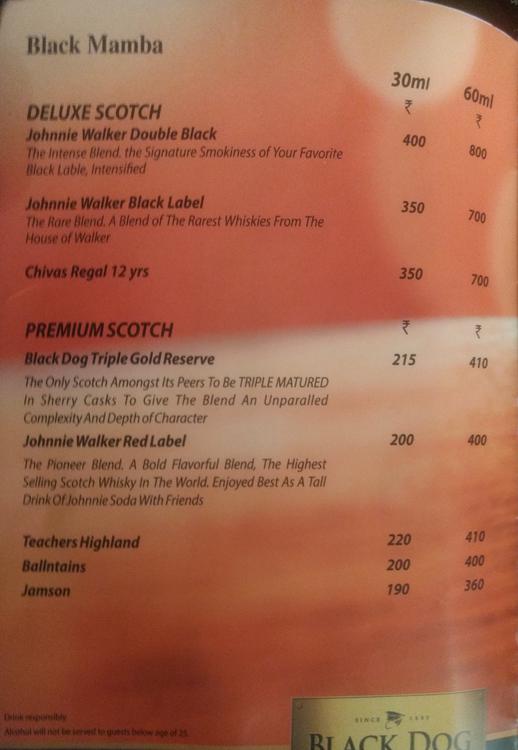 Black Mamba
30ml 60ml
DELUXE SCOTCH ₹ ₹
Johnnie Walker Double Black 400 800
The Intense Blend. the Signature Smokiness of Your Favorite
Black Lable, Intensified
Johnnie Walker Black Label 350 700
The Rare Blend. A Blend of The Rarest Whiskies From The
House of Walker
Chivas Regal 12 yrs 350 700
PREMIUM SCOTCH ₹ ₹
Black Dog Triple Gold Reserve 215 410
The Only Scotch Amongst Its Peers To Be TRIPLE MATURED
In Sherry Casks To Give The Blend An Unparalled
Complexity And Depth of Character
Johnnie Walker Red Label 200 400
The Pioneer Blend. A Bold Flavorful Blend, The Highest
Selling Scotch Whisky In The World. Enjoyed Best As A Tall
Drink Of Johnnie Soda With Friends
Teachers Highland 220 410
Ballntains 200 400
Jamson 190 360
Drink responsibly
Alcohol will not be served to guests below age of 25.
SINCE
BLACK DOG